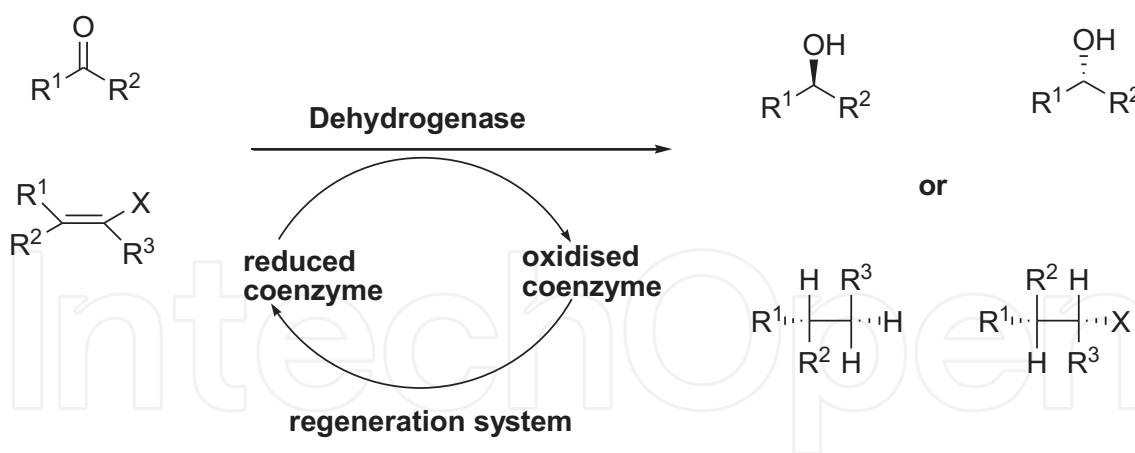 O
R¹ R²
OH
R¹ R²
OH
R¹ R²
Dehydrogenase
or
R¹ X
R² R³
reduced
coenzyme
oxidised
coenzyme
H R³
R¹ H
R² H
R² H
R¹ X
H R³
regeneration system
IntechOpen